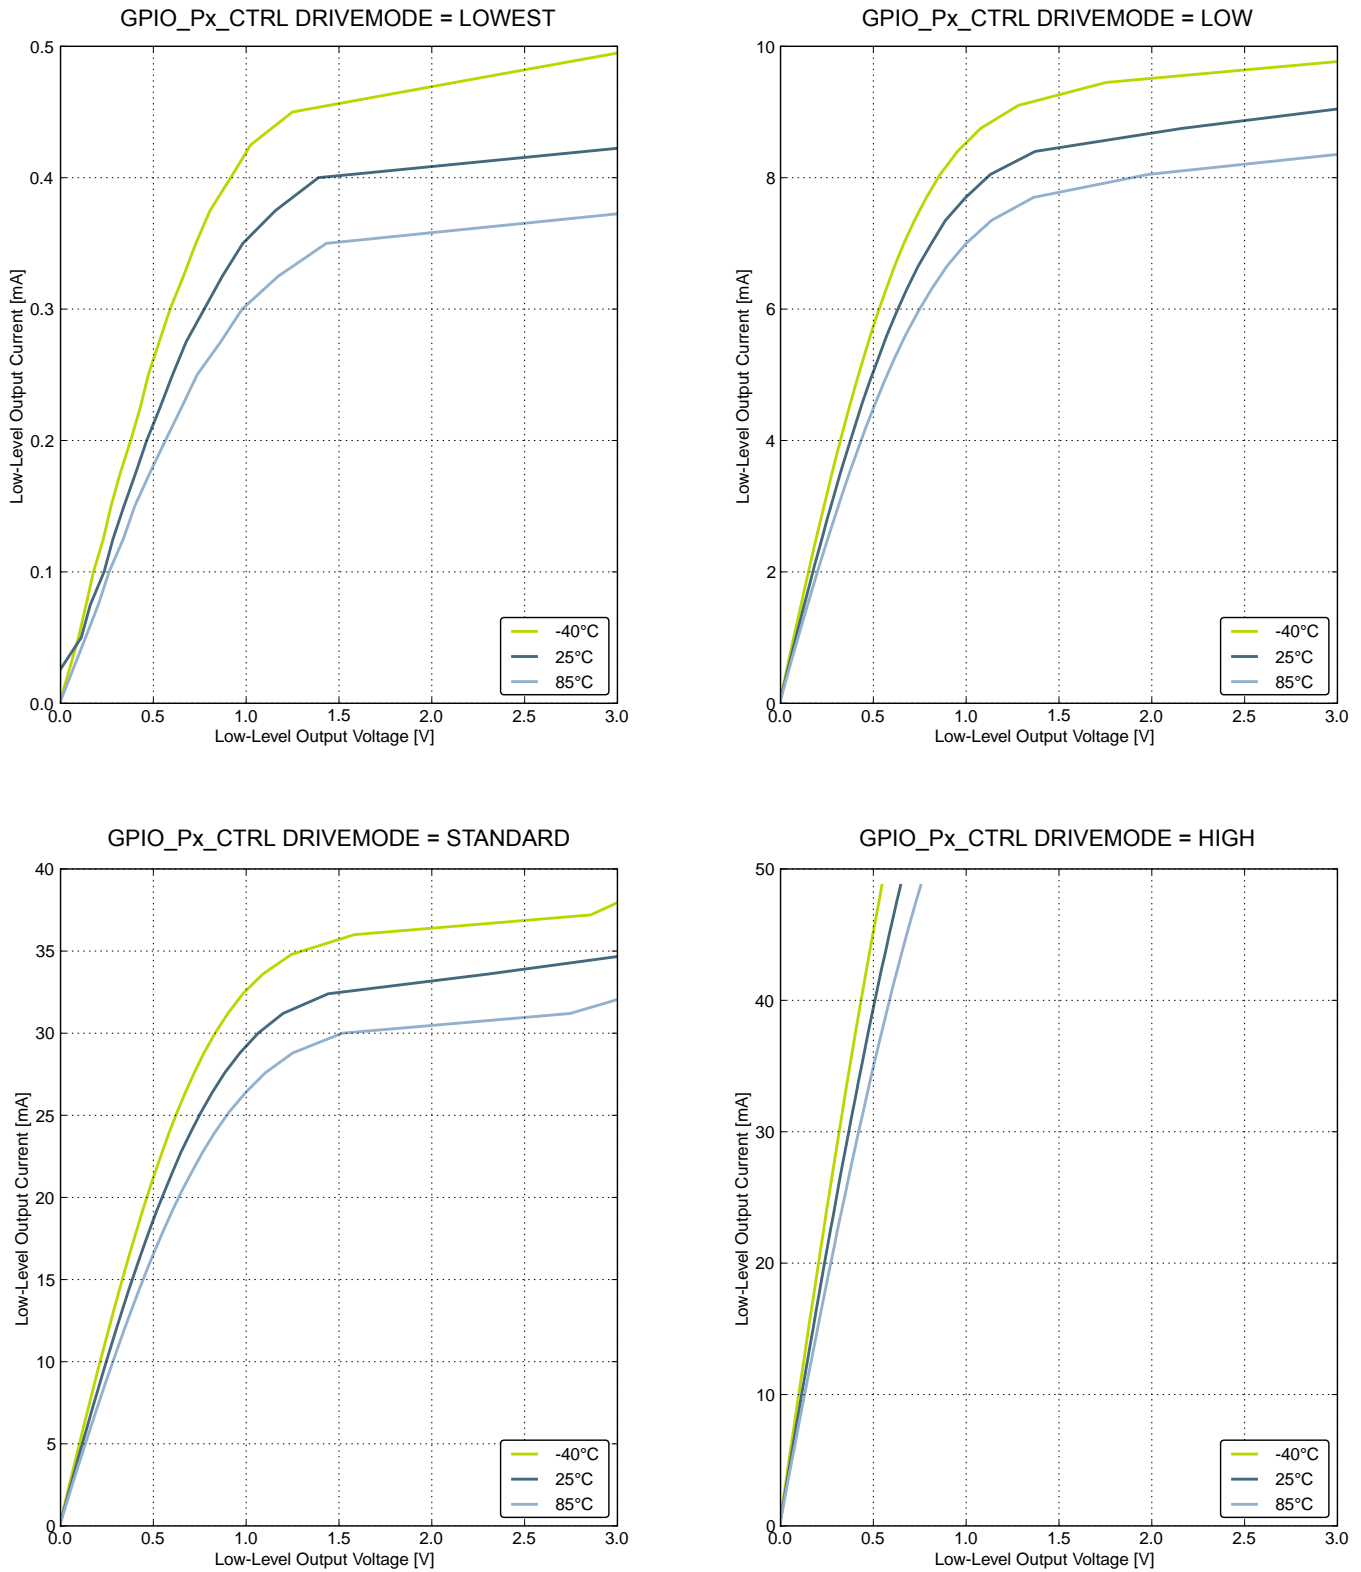 GPIO_Px_CTRL DRIVEMODE = LOWEST
0.5
0.4
0.3
0.2
0.1
0.0
Low-Level Output Current [mA]
-40°C
25°C
85°C
0.0 0.5 1.0 1.5 2.0 2.5 3.0
Low-Level Output Voltage [V]
GPIO_Px_CTRL DRIVEMODE = LOW
10
8
6
4
2
0
Low-Level Output Current [mA]
-40°C
25°C
85°C
0.0 0.5 1.0 1.5 2.0 2.5 3.0
Low-Level Output Voltage [V]
GPIO_Px_CTRL DRIVEMODE = STANDARD
40
35
30
25
20
15
10
5
0
Low-Level Output Current [mA]
-40°C
25°C
85°C
0.0 0.5 1.0 1.5 2.0 2.5 3.0
Low-Level Output Voltage [V]
GPIO_Px_CTRL DRIVEMODE = HIGH
50
40
30
20
10
0
Low-Level Output Current [mA]
-40°C
25°C
85°C
0.0 0.5 1.0 1.5 2.0 2.5 3.0
Low-Level Output Voltage [V]